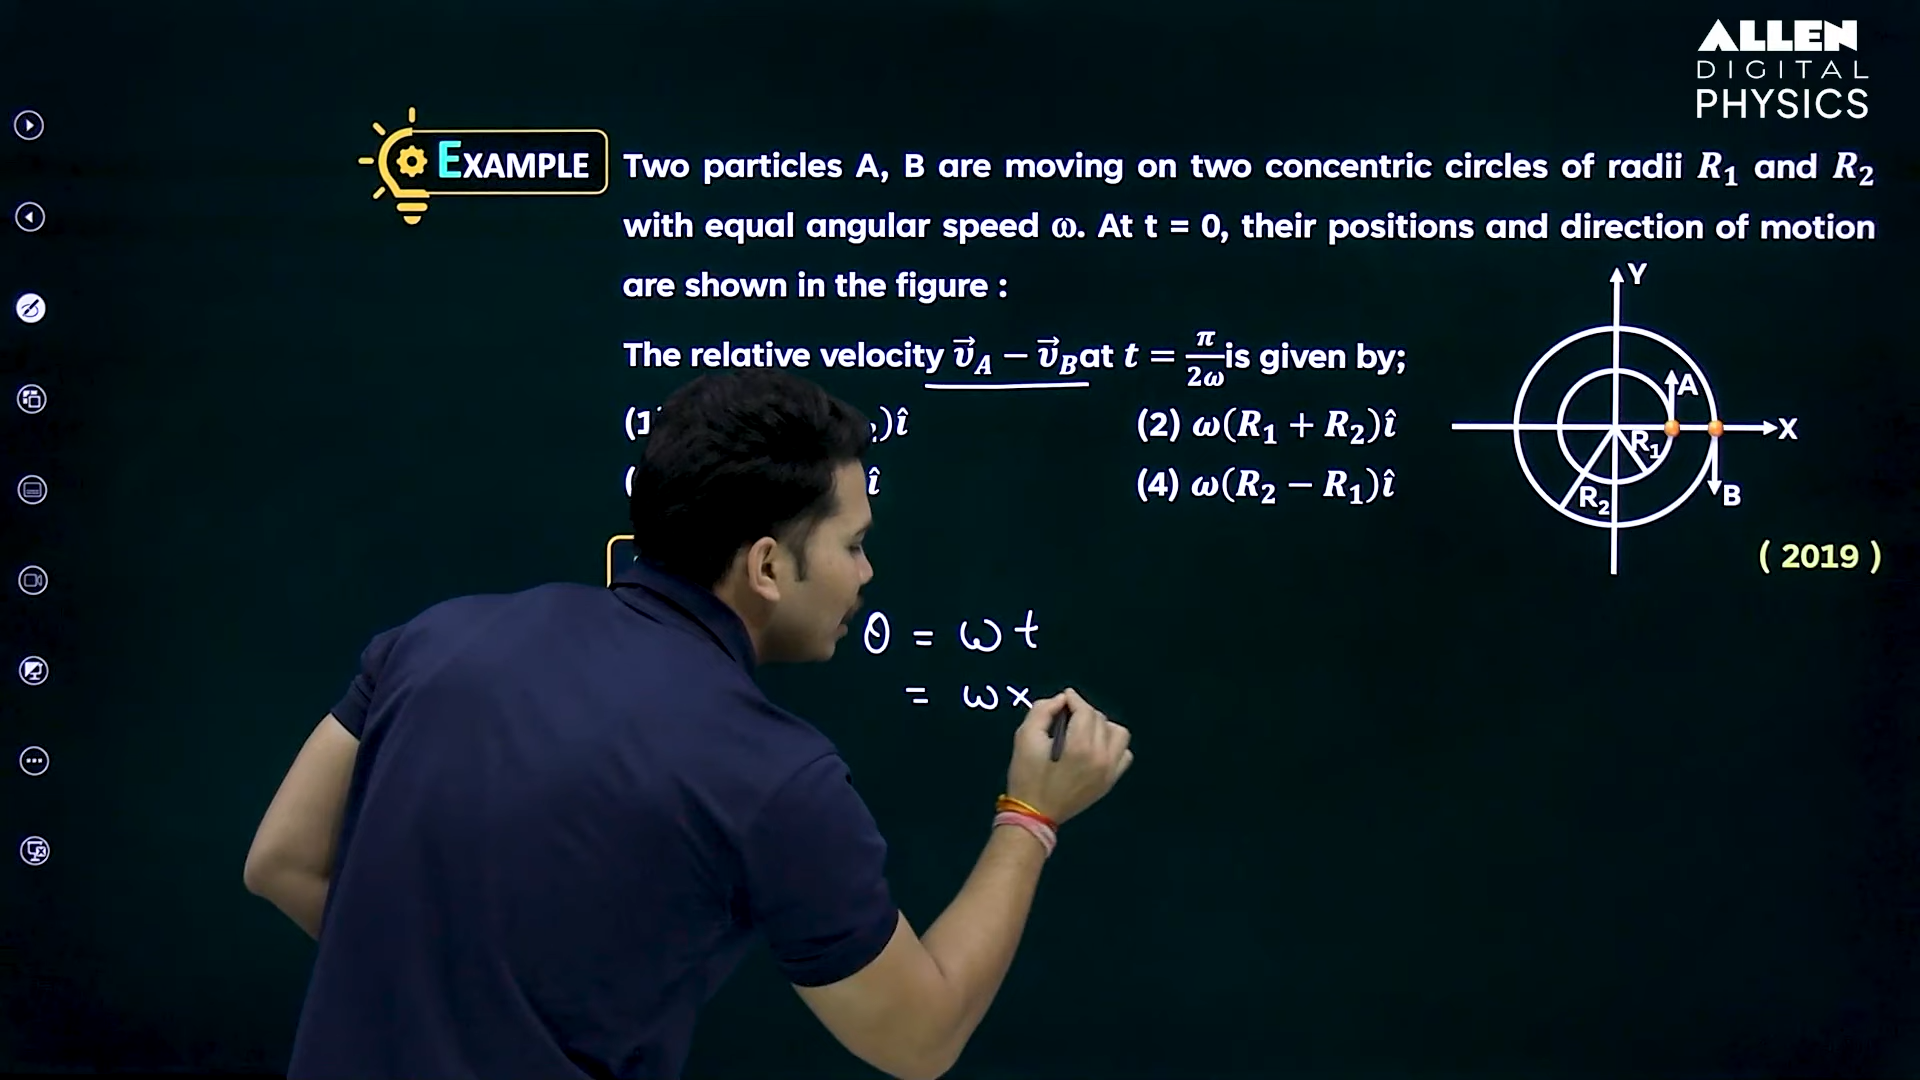 ALLEN
DIGITAL
PHYSICS
EXAMPLE
Two particles A, B are moving on two concentric circles of radii R₁ and R₂
with equal angular speed ω. At t = 0, their positions and direction of motion
are shown in the figure :
The relative velocity v⃗_A − v⃗_B at t = π/2ω is given by;
)î
(2) ω(R₁ + R₂)î
î
(4) ω(R₂ − R₁)î
Y
A
X
R₁
R₂
B
( 2019 )
θ = ωt
= ω×